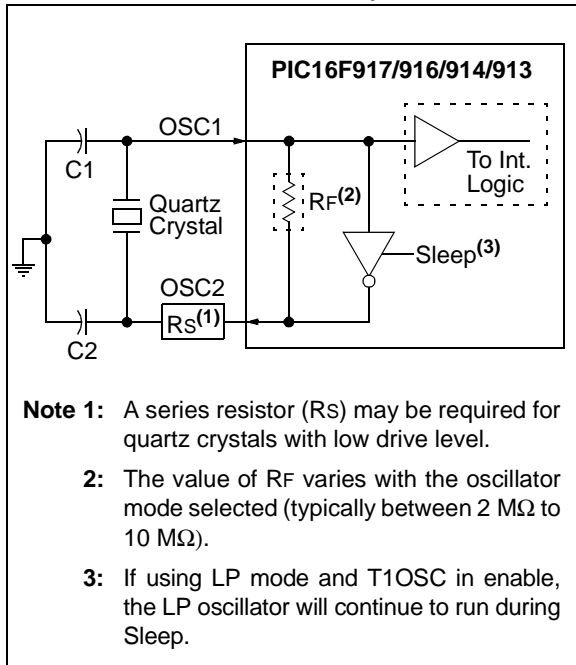 PIC16F917/916/914/913
OSC1
C1
To Int.
Logic
Quartz
Crystal
RF(2)
Sleep(3)
OSC2
RS(1)
C2
Note 1: A series resistor (RS) may be required for
quartz crystals with low drive level.
2: The value of RF varies with the oscillator
mode selected (typically between 2 MΩ to
10 MΩ).
3: If using LP mode and T1OSC in enable,
the LP oscillator will continue to run during
Sleep.